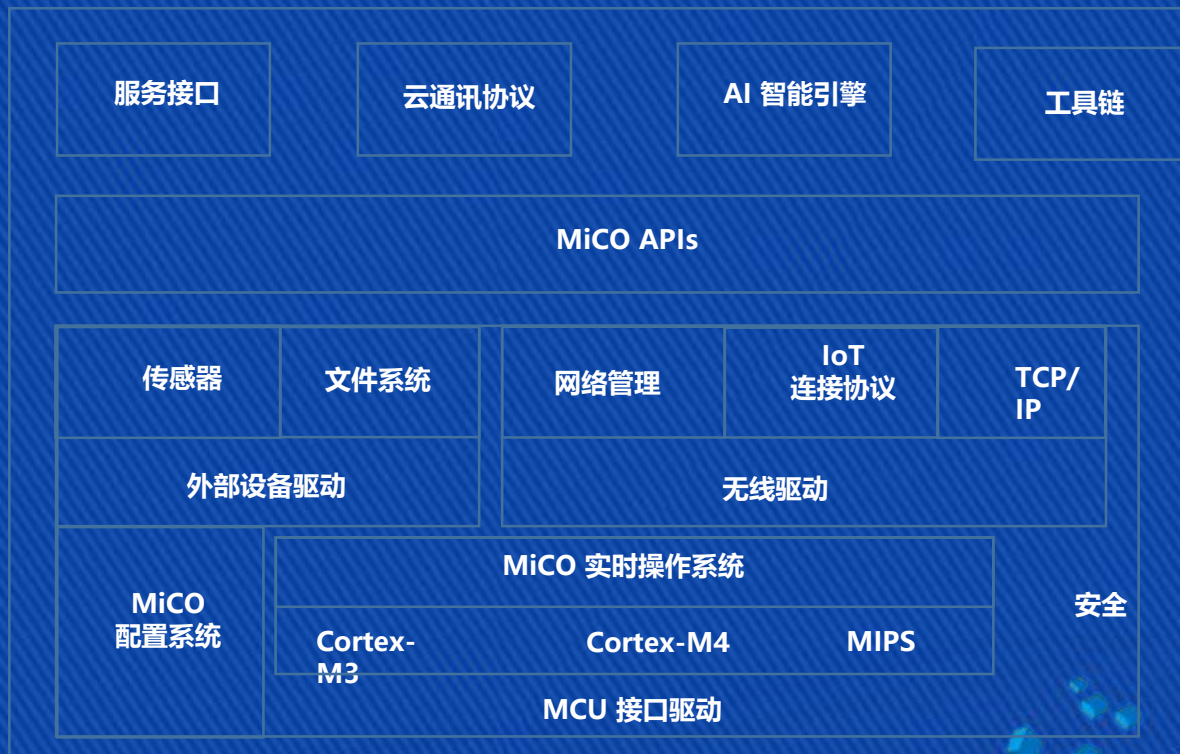 服务接口
云通讯协议
AI 智能引擎
工具链
MiCO APIs
传感器
文件系统
网络管理
IoT
连接协议
TCP/
IP
外部设备驱动
无线驱动
MiCO 实时操作系统
MiCO
配置系统
安全
Cortex-
M3
Cortex-M4
MIPS
MCU 接口驱动